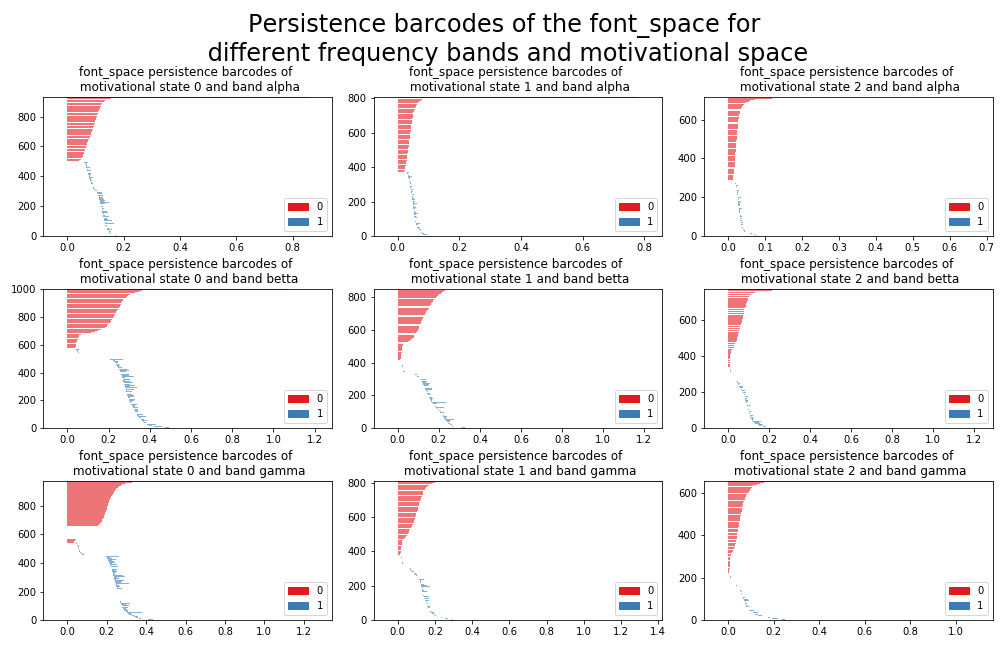 Persistence barcodes of the font_space for
different frequency bands and motivational space
font_space persistence barcodes of
motivational state 0 and band alpha
800
600
400
200
0
0.0 0.2 0.4 0.6 0.8
0
1
font_space persistence barcodes of
motivational state 1 and band alpha
800
600
400
200
0
0.0 0.2 0.4 0.6 0.8
0
1
font_space persistence barcodes of
motivational state 2 and band alpha
600
400
200
0
0.0 0.1 0.2 0.3 0.4 0.5 0.6 0.7
0
1
font_space persistence barcodes of
motivational state 0 and band betta
1000
800
600
400
200
0
0.0 0.2 0.4 0.6 0.8 1.0 1.2
0
1
font_space persistence barcodes of
motivational state 1 and band betta
800
600
400
200
0
0.0 0.2 0.4 0.6 0.8 1.0 1.2
0
1
font_space persistence barcodes of
motivational state 2 and band betta
600
400
200
0
0.0 0.2 0.4 0.6 0.8 1.0 1.2
0
1
font_space persistence barcodes of
motivational state 0 and band gamma
800
600
400
200
0
0.0 0.2 0.4 0.6 0.8 1.0 1.2
0
1
font_space persistence barcodes of
motivational state 1 and band gamma
800
600
400
200
0
0.0 0.2 0.4 0.6 0.8 1.0 1.2 1.4
0
1
font_space persistence barcodes of
motivational state 2 and band gamma
600
400
200
0
0.0 0.2 0.4 0.6 0.8 1.0
0
1